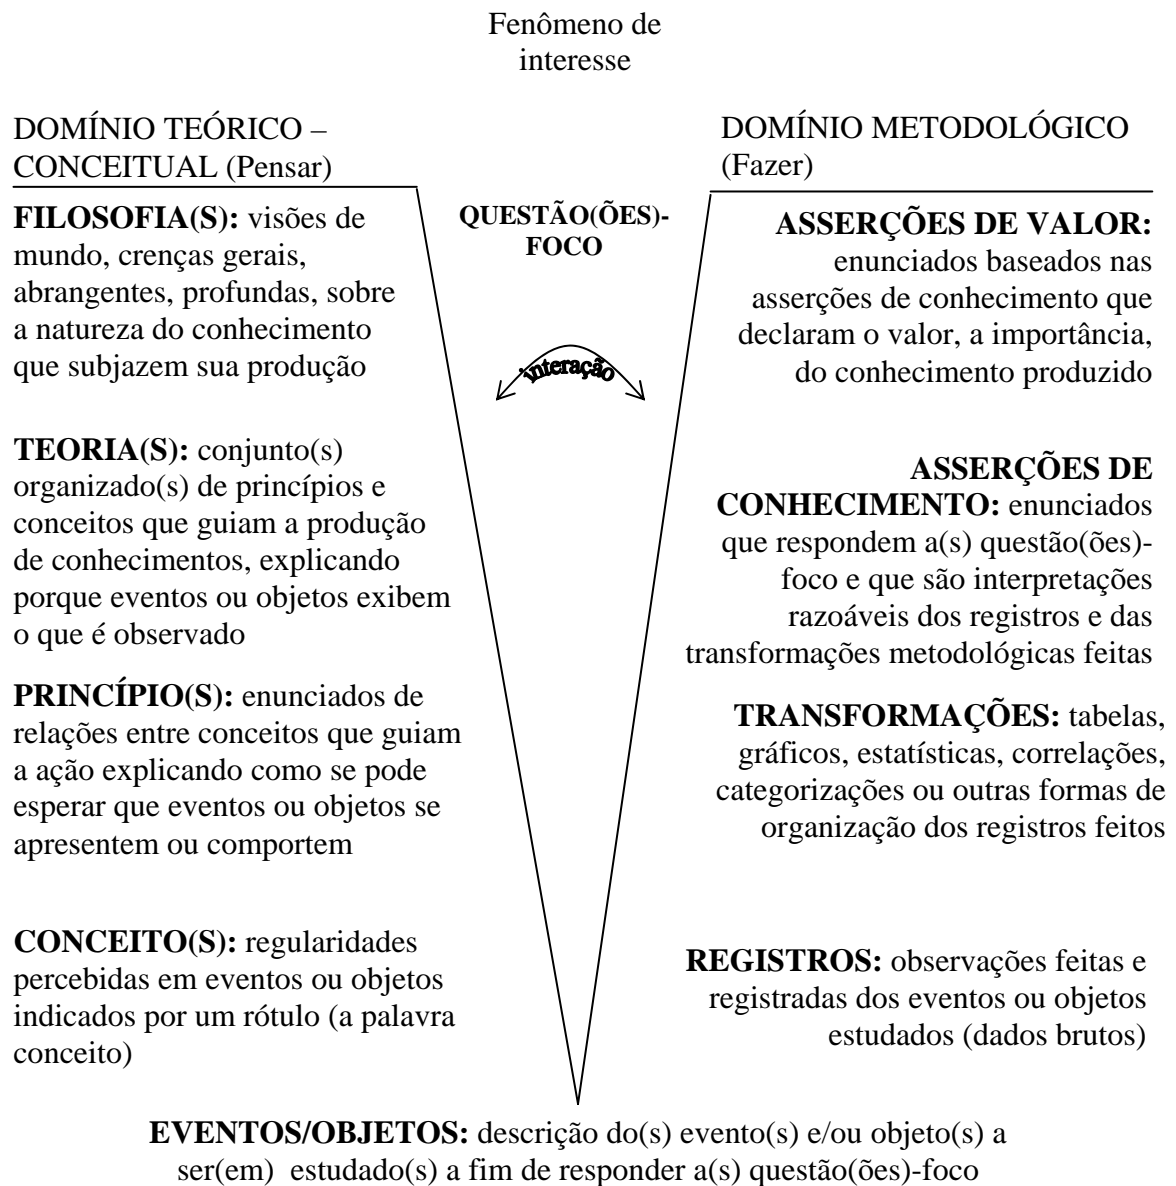 Fenômeno de
interesse
DOMÍNIO TEÓRICO –
CONCEITUAL (Pensar)
FILOSOFIA(S): visões de
mundo, crenças gerais,
abrangentes, profundas, sobre
a natureza do conhecimento
que subjazem sua produção
TEORIA(S): conjunto(s)
organizado(s) de princípios e
conceitos que guiam a produção
de conhecimentos, explicando
porque eventos ou objetos exibem
o que é observado
PRINCÍPIO(S): enunciados de
relações entre conceitos que guiam
a ação explicando como se pode
esperar que eventos ou objetos se
apresentem ou comportem
CONCEITO(S): regularidades
percebidas em eventos ou objetos
indicados por um rótulo (a palavra
conceito)
QUESTÃO(ÕES)-
FOCO
interação
DOMÍNIO METODOLÓGICO
(Fazer)
ASSERÇÕES DE VALOR:
enunciados baseados nas
asserções de conhecimento que
declaram o valor, a importância,
do conhecimento produzido
ASSERÇÕES DE
CONHECIMENTO: enunciados
que respondem a(s) questão(ões)-
foco e que são interpretações
razoáveis dos registros e das
transformações metodológicas feitas
TRANSFORMAÇÕES: tabelas,
gráficos, estatísticas, correlações,
categorizações ou outras formas de
organização dos registros feitos
REGISTROS: observações feitas e
registradas dos eventos ou objetos
estudados (dados brutos)
EVENTOS/OBJETOS: descrição do(s) evento(s) e/ou objeto(s) a
ser(em) estudado(s) a fim de responder a(s) questão(ões)-foco